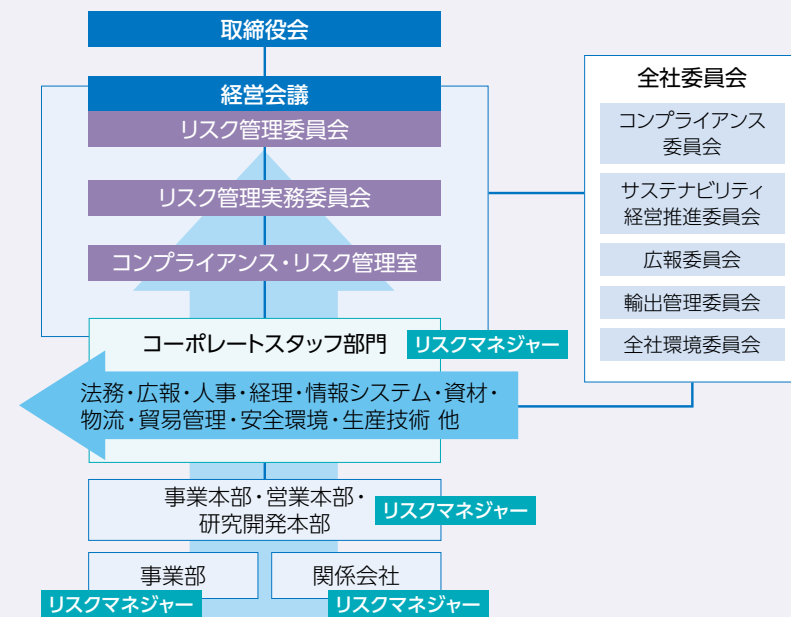 取締役会
経営会議
リスク管理委員会
リスク管理実務委員会
コンプライアンス・リスク管理室
コーポレートスタッフ部門
リスクマネジャー
法務・広報・人事・経理・情報システム・資材・
物流・貿易管理・安全環境・生産技術 他
事業本部・営業本部・
研究開発本部
リスクマネジャー
事業部
リスクマネジャー
関係会社
リスクマネジャー
全社委員会
コンプライアンス
委員会
サステナビリティ
経営推進委員会
広報委員会
輸出管理委員会
全社環境委員会